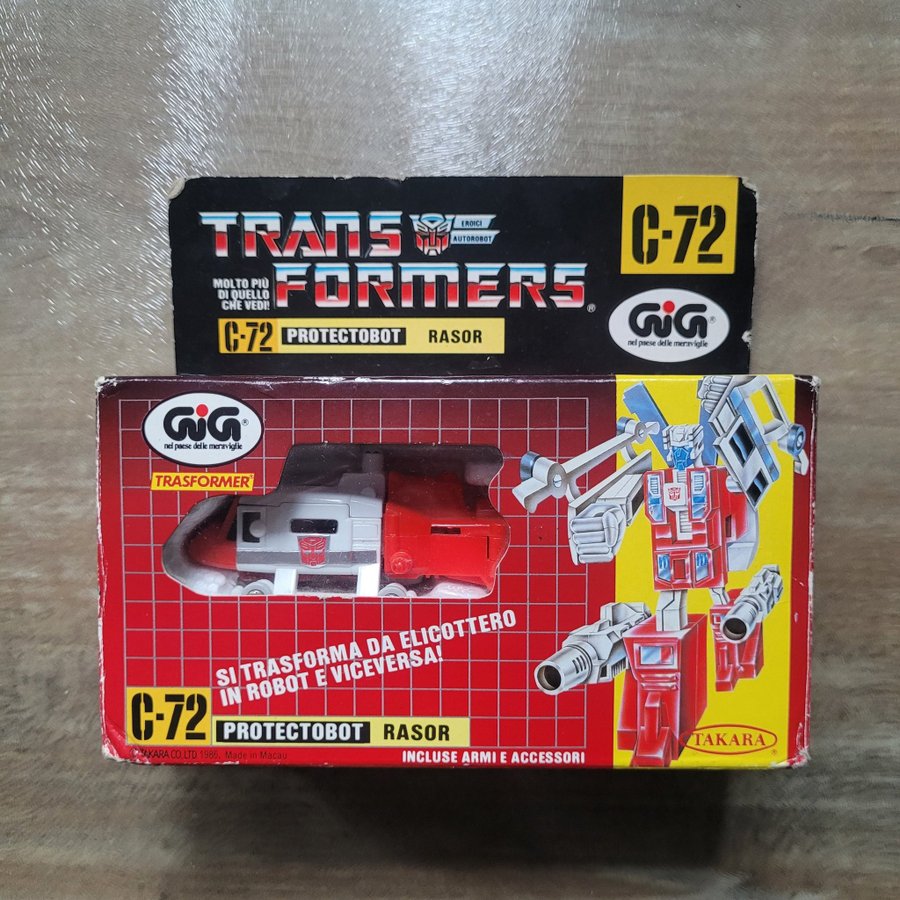 TRANS
FORMERS®
EROICI
AUTOROBOT
MOLTO PIÙ
DI QUELLO
CHE VEDI!
C-72
GiG®
nel paese delle meraviglie
C-72 PROTECTOBOT RASOR
GiG®
nel paese delle meraviglie
TRASFORMER
SI TRASFORMA DA ELICOTTERO
IN ROBOT E VICEVERSA!
C-72 PROTECTOBOT RASOR
TAKARA CO. LTD 1986, Made in Macau
INCLUSE ARMI E ACCESSORI
TAKARA®